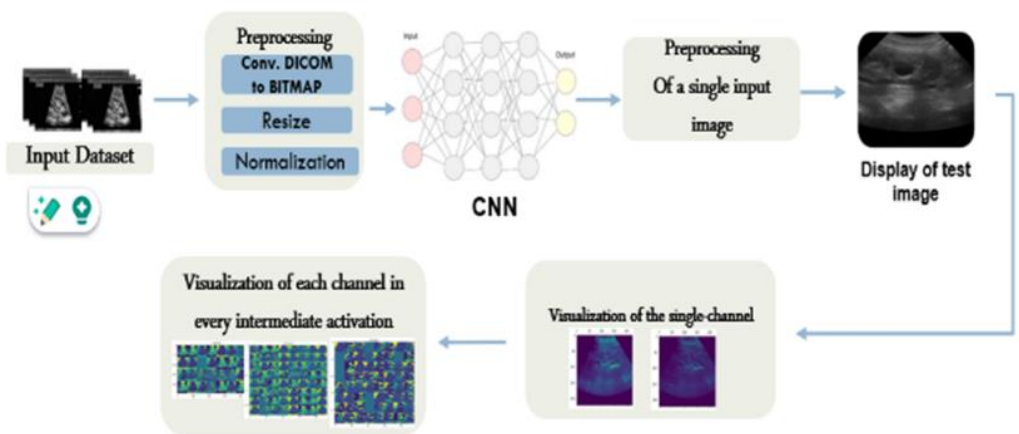 Input Dataset
Preprocessing
Conv. DICOM
to BITMAP
Resize
Normalization
Input
Output
CNN
Preprocessing
Of a single input
image
Display of test
image
Visualization of the single-channel
Visualization of each channel in
every intermediate activation